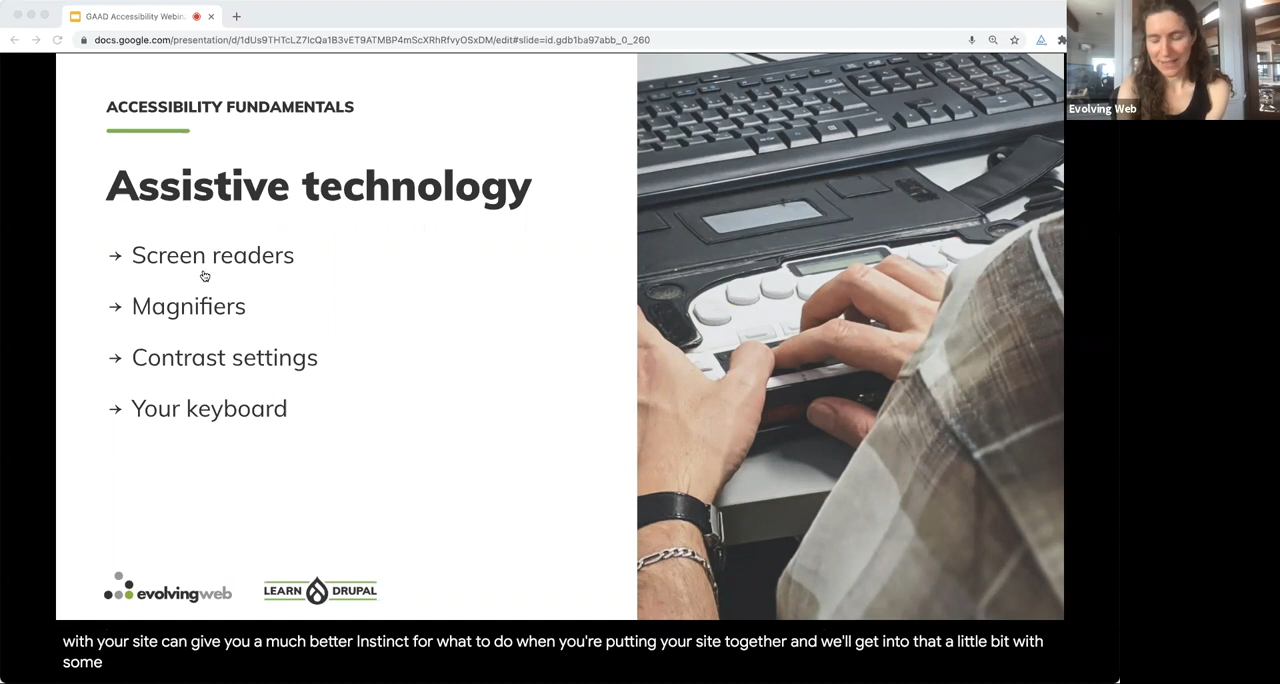 GAAD Accessibility Webin
docs.google.com/presentation/d/1dUs9THTcLZ7IcQa1B3vET9ATMBP4mScXRhRfvyOSxDM/edit#slide=id.gdb1ba97abb_0_260
Evolving Web
ACCESSIBILITY FUNDAMENTALS
Assistive technology
→ Screen readers
→ Magnifiers
→ Contrast settings
→ Your keyboard
evolvingweb
LEARN DRUPAL
with your site can give you a much better Instinct for what to do when you're putting your site together and we'll get into that a little bit with
some